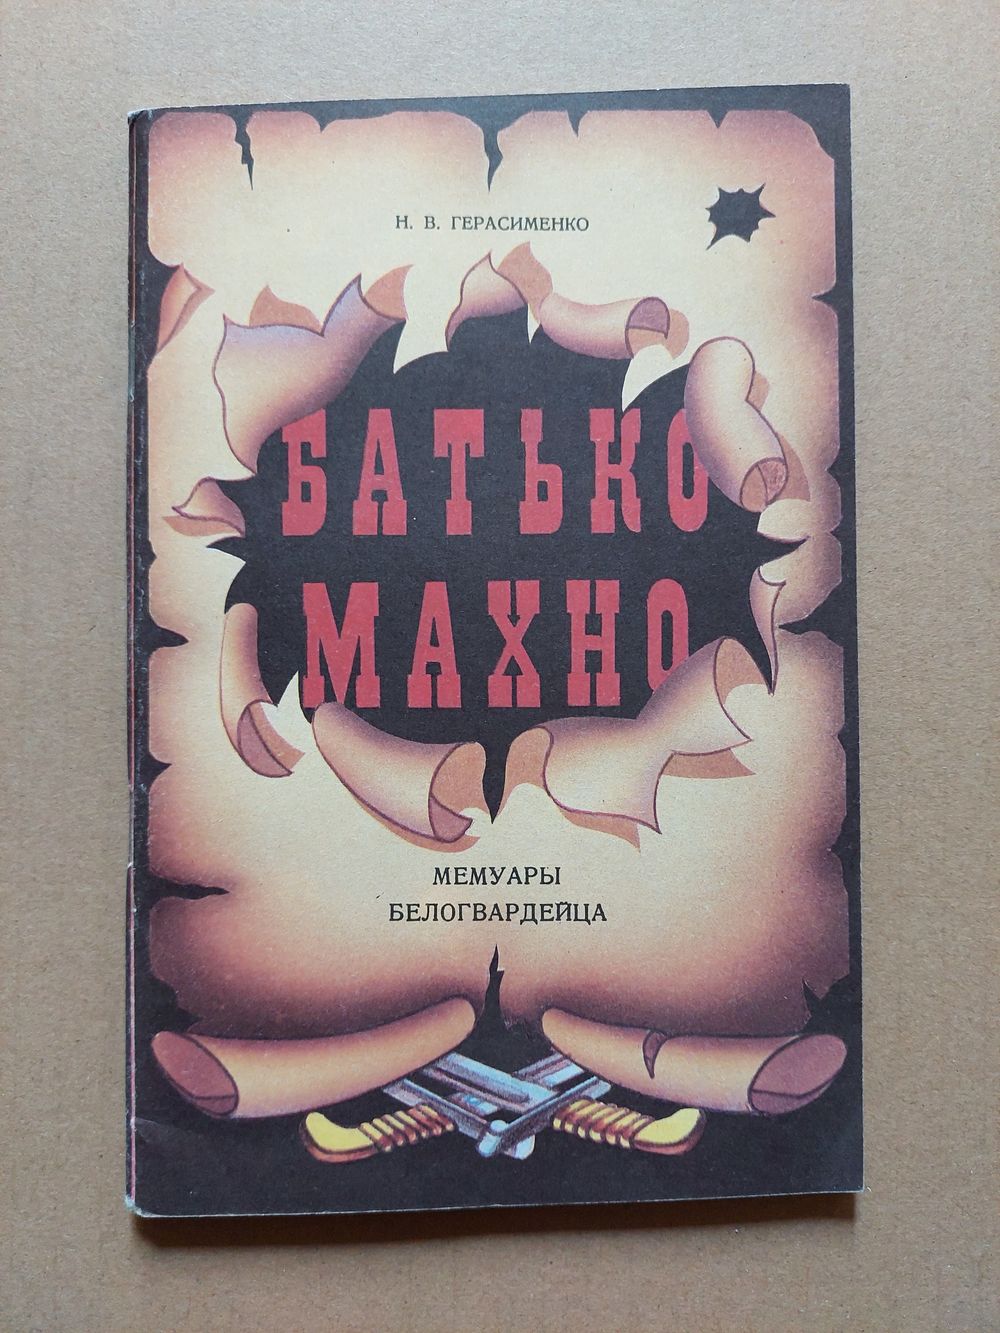 Н. В. ГЕРАСИМЕНКО
БАТЬКО
МАХНО
МЕМУАРЫ
БЕЛОГВАРДЕЙЦА